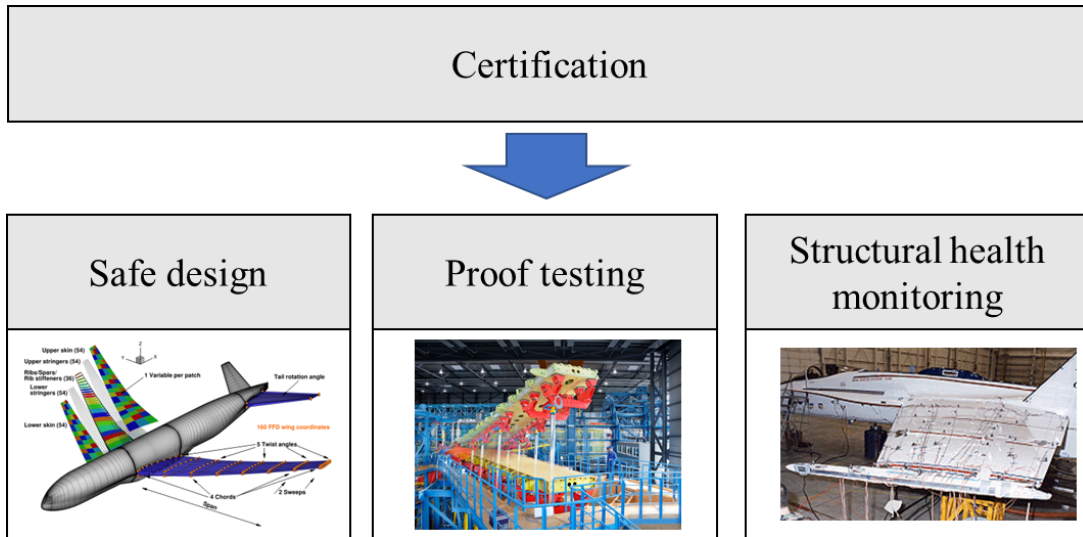 Certification
Safe design
Proof testing
Structural health
monitoring
Upper skin (54)
Upper stringers (54)
Ribs/Spars/
Rib stiffeners (36)
Lower
stringers (54)
Lower skin (54)
Z
Y
X
1 Variable per patch
Tail rotation angle
160 FFD wing coordinates
5 Twist angles
4 Chords
2 Sweeps
Span